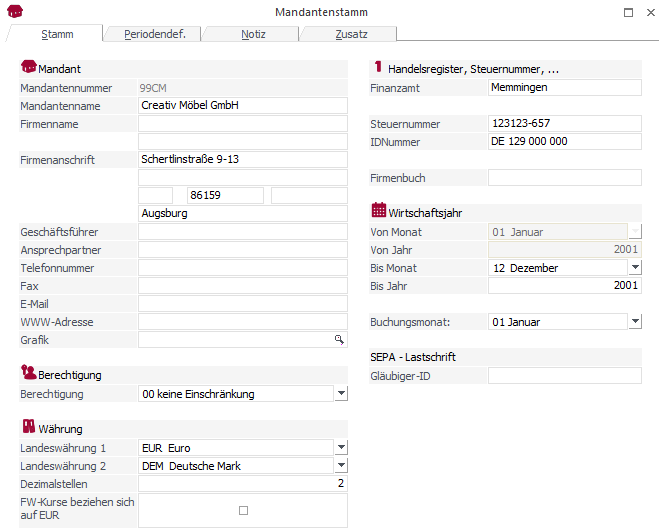 Mandantenstamm
Stamm
Periodendef.
Notiz
Zusatz
Mandant
Mandantennummer 99CM
Mandantenname Creativ Möbel GmbH
Firmenname
Firmenanschrift Schertlinstraße 9-13
86159
Augsburg
Geschäftsführer
Ansprechpartner
Telefonnummer
Fax
E-Mail
WWW-Adresse
Grafik
Berechtigung
Berechtigung 00 keine Einschränkung
Währung
Landeswährung 1 EUR Euro
Landeswährung 2 DEM Deutsche Mark
Dezimalstellen 2
FW-Kurse beziehen sich
auf EUR
Handelsregister, Steuernummer, ...
Finanzamt Memmingen
Steuernummer 123123-657
IDNummer DE 129 000 000
Firmenbuch
Wirtschaftsjahr
Von Monat 01 Januar
Von Jahr 2001
Bis Monat 12 Dezember
Bis Jahr 2001
Buchungsmonat: 01 Januar
SEPA - Lastschrift
Gläubiger-ID